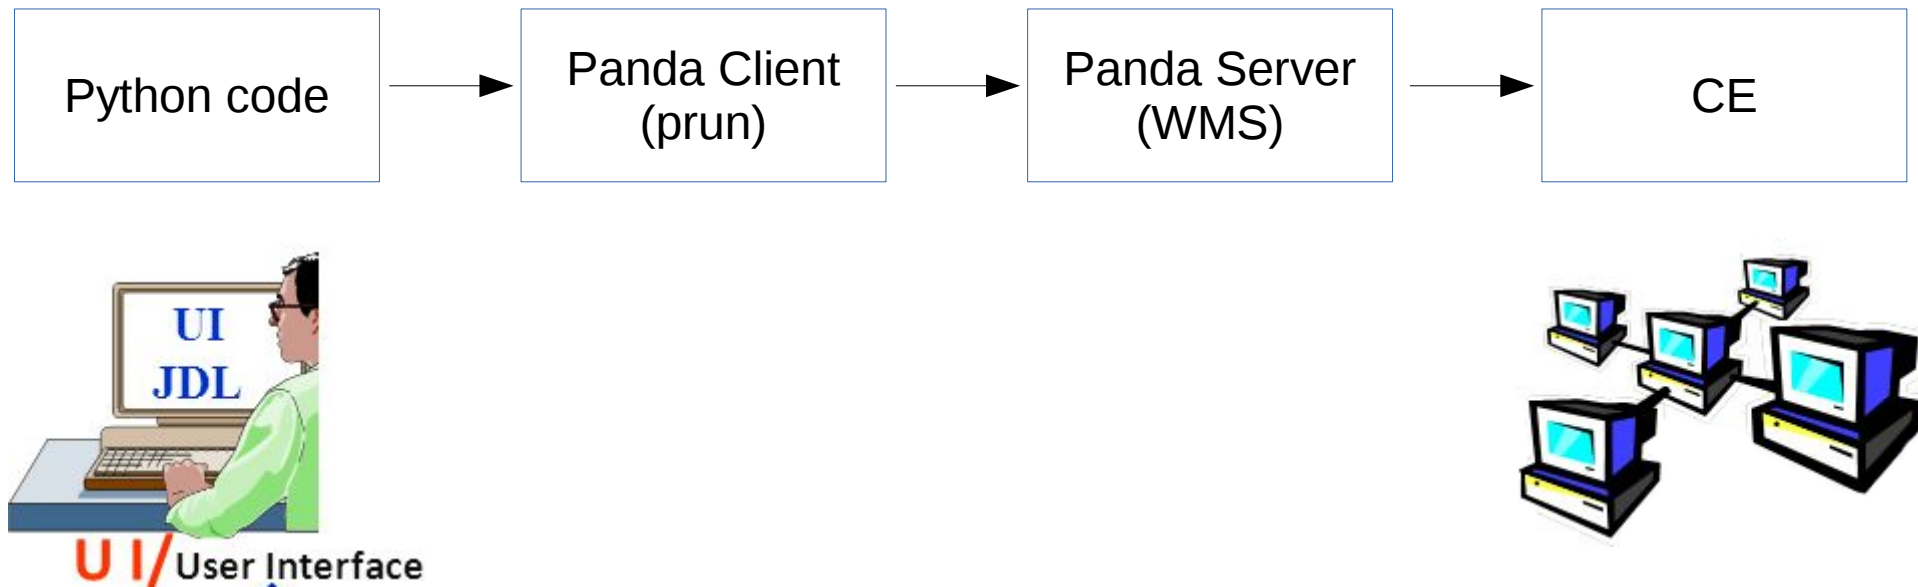 Python code
Panda Client
(prun)
Panda Server
(WMS)
CE
UI
JDL
U I/User Interface